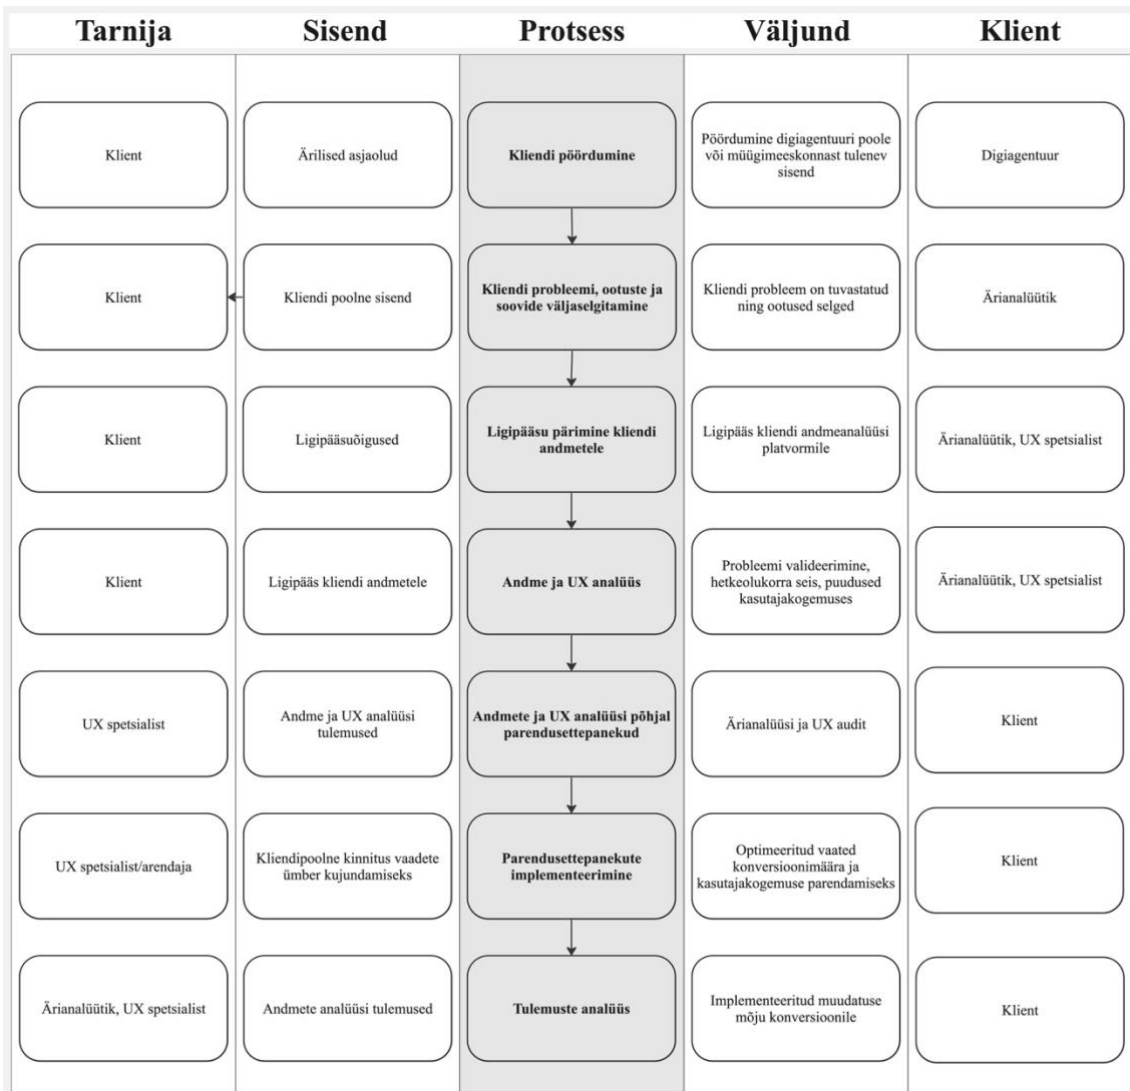 Tarnija
Sisend
Protsess
Väljund
Klient
Klient
Ärilised asjaolud
Kliendi pöördumine
Pöördumine digiagentuuri poole
või müügimeeskonnast tulenev
sisend
Digiagentuur
Klient
Kliendi poolne sisend
Kliendi probleemi, ootuste ja
soovide väljaselgitamine
Kliendi probleem on tuvastatud
ning ootused selged
Ärianalüütik
Klient
Ligipääsuõigused
Ligipääsu pärimine kliendi
andmetele
Ligipääs kliendi andmeanalüüsi
platvormile
Ärianalüütik, UX spetsialist
Klient
Ligipääs kliendi andmetele
Andme ja UX analüüs
Probleemi valideerimine,
hetkeolukorra seis, puudused
kasutajakogemuses
Ärianalüütik, UX spetsialist
UX spetsialist
Andme ja UX analüüsi
tulemused
Andmete ja UX analüüsi põhjal
parendusettepanekud
Ärianalüüsi ja UX audit
Klient
UX spetsialist/arendaja
Kliendipoolne kinnitus vaadete
ümber kujundamiseks
Parendusettepanekute
implementeerimine
Optimeeritud vaated
konversioonimäära ja
kasutajakogemuse parendamiseks
Klient
Ärianalüütik, UX spetsialist
Andmete analüüsi tulemused
Tulemuste analüüs
Implementeeritud muudatuse
mõju konversioonile
Klient